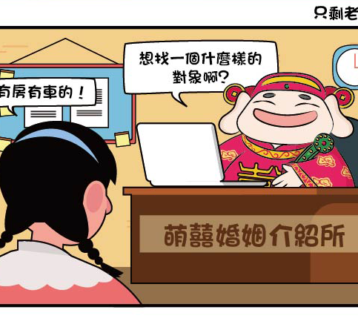 只剩老
想找一個什麼樣的
對象啊?
有房有車的！
萌囍婚姻介紹所